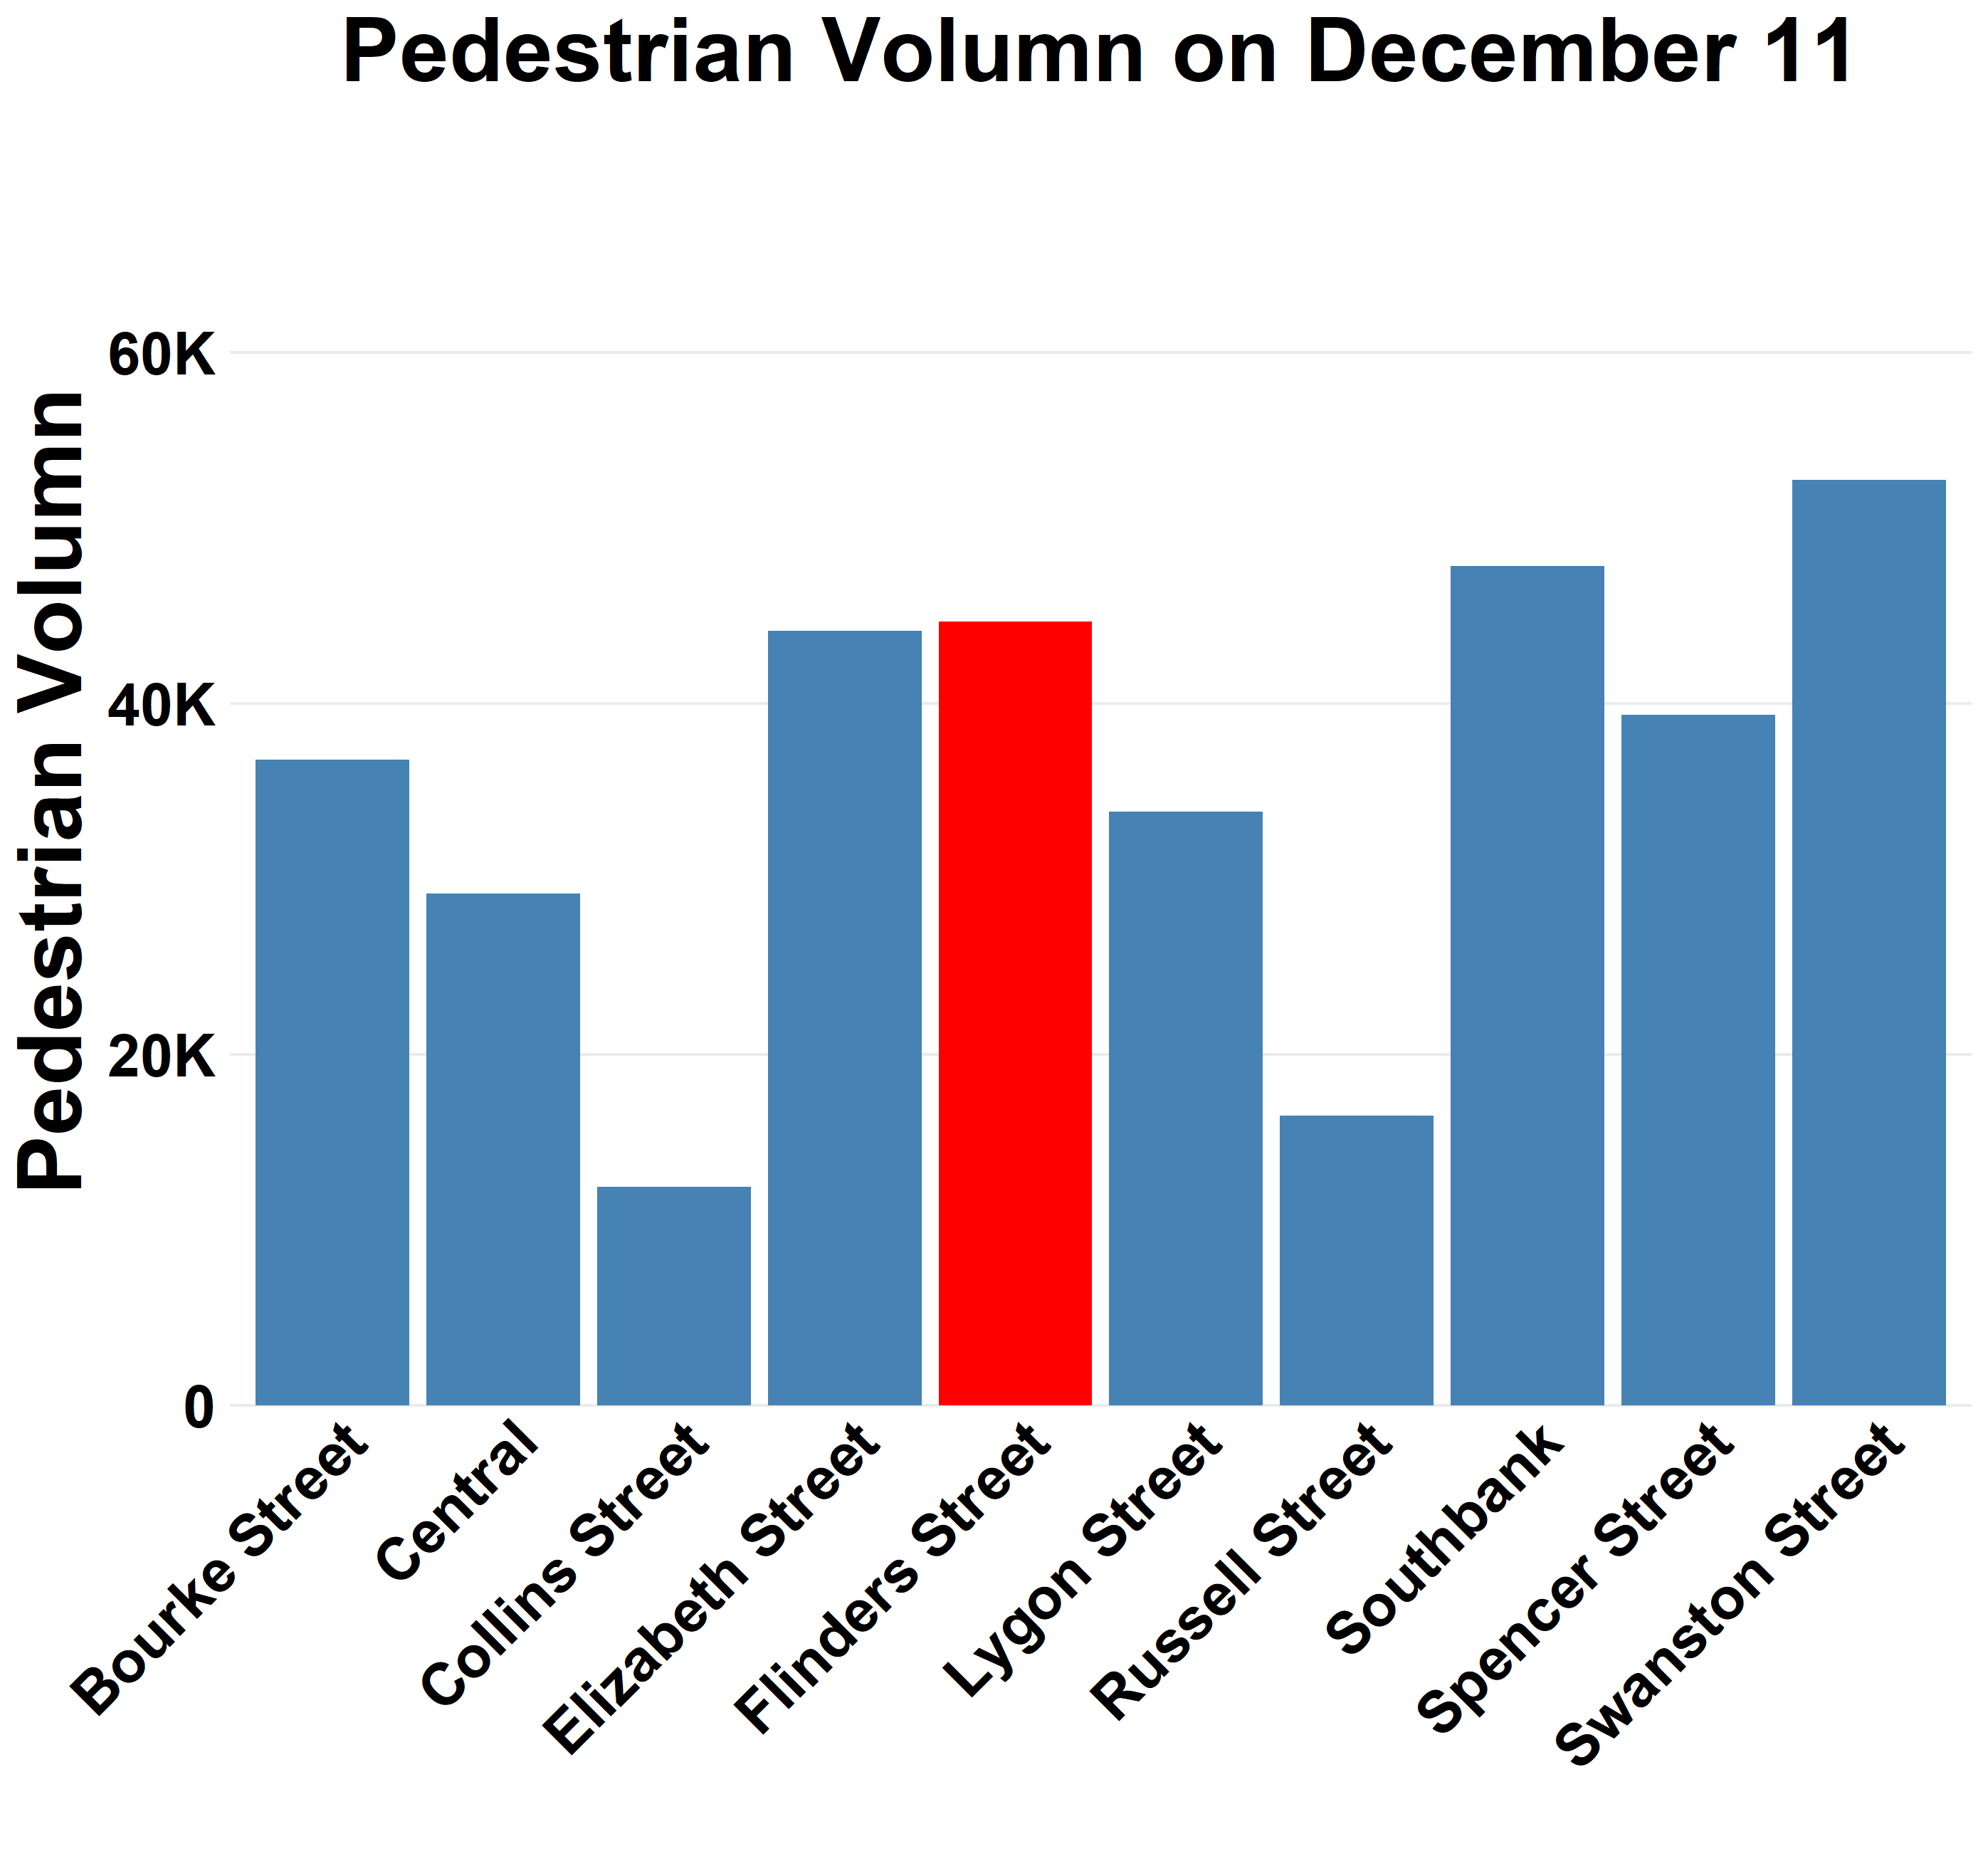 Pedestrian Volumn on December 11
Pedestrian Volumn
60K
40K
20K
0
Bourke Street
Central
Collins Street
Elizabeth Street
Flinders Street
Lygon Street
Russell Street
Southbank
Spencer Street
Swanston Street